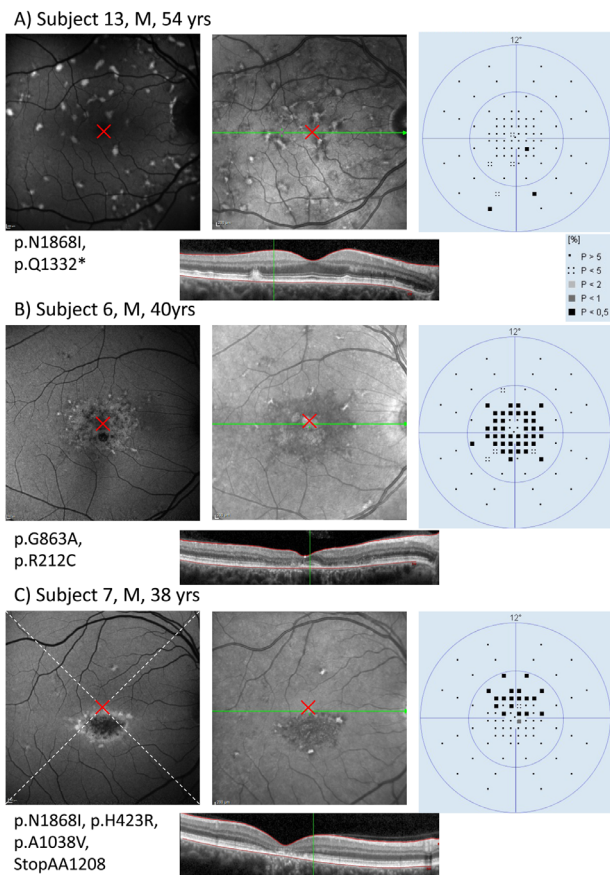 A) Subject 13, M, 54 yrs
12°
p.N1868I,
p.Q1332*
[%]
P > 5
P < 5
P < 2
P < 1
P < 0,5
B) Subject 6, M, 40yrs
12°
p.G863A,
p.R212C
C) Subject 7, M, 38 yrs
12°
p.N1868I, p.H423R,
p.A1038V,
StopAA1208